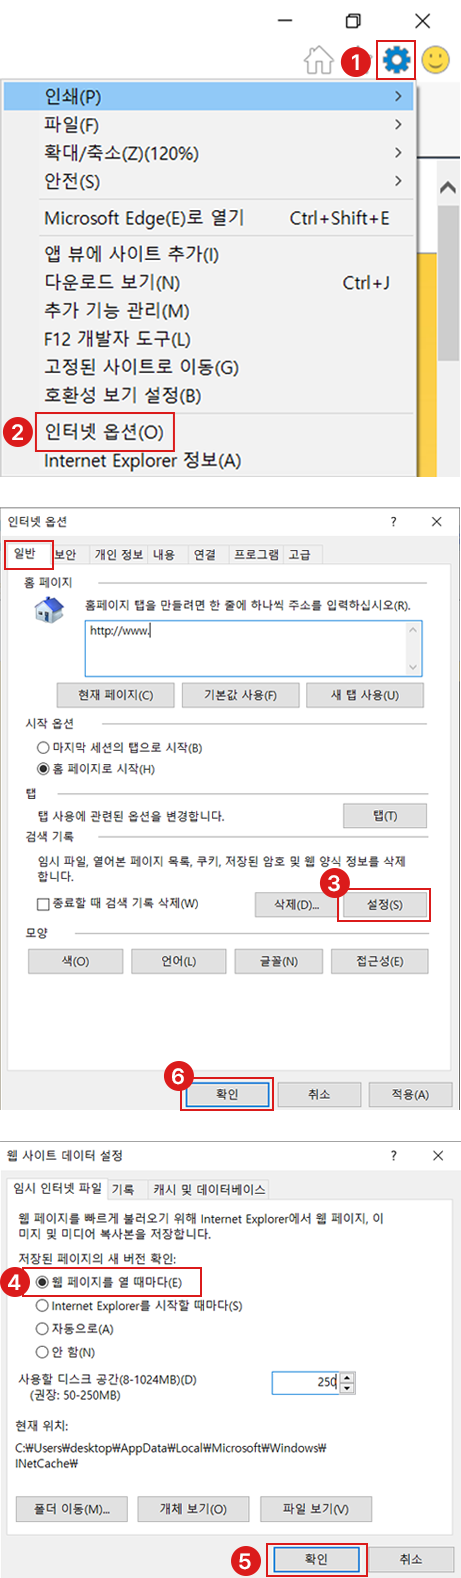 1
인쇄(P)
파일(F)
확대/축소(Z)(120%)
안전(S)
Microsoft Edge(E)로 열기 Ctrl+Shift+E
앱 뷰에 사이트 추가(I)
다운로드 보기(N) Ctrl+J
추가 기능 관리(M)
F12 개발자 도구(L)
고정된 사이트로 이동(G)
호환성 보기 설정(B)
2 인터넷 옵션(O)
Internet Explorer 정보(A)
인터넷 옵션 ?
일반 보안 개인 정보 내용 연결 프로그램 고급
홈 페이지
홈페이지 탭을 만들려면 한 줄에 하나씩 주소를 입력하십시오(R).
http://www.
현재 페이지(C) 기본값 사용(F) 새 탭 사용(U)
시작 옵션
마지막 세션의 탭으로 시작(B)
홈 페이지로 시작(H)
탭
탭 사용에 관련된 옵션을 변경합니다. 탭(T)
검색 기록
임시 파일, 열어본 페이지 목록, 쿠키, 저장된 암호 및 웹 양식 정보를 삭제
합니다.
3
종료할 때 검색 기록 삭제(W) 삭제(D)... 설정(S)
모양
색(O) 언어(L) 글꼴(N) 접근성(E)
6
확인 취소 적용(A)
웹 사이트 데이터 설정 ?
임시 인터넷 파일 기록 캐시 및 데이터베이스
웹 페이지를 빠르게 불러오기 위해 Internet Explorer에서 웹 페이지, 이
미지 및 미디어 복사본을 저장합니다.
저장된 페이지의 새 버전 확인:
4 웹 페이지를 열 때마다(E)
Internet Explorer를 시작할 때마다(S)
자동으로(A)
안 함(N)
사용할 디스크 공간(8-1024MB)(D) 250
(권장: 50-250MB)
현재 위치:
C:₩Users₩desktop₩AppData₩Local₩Microsoft₩Windows₩
INetCache₩
폴더 이동(M)... 개체 보기(O) 파일 보기(V)
5 확인 취소